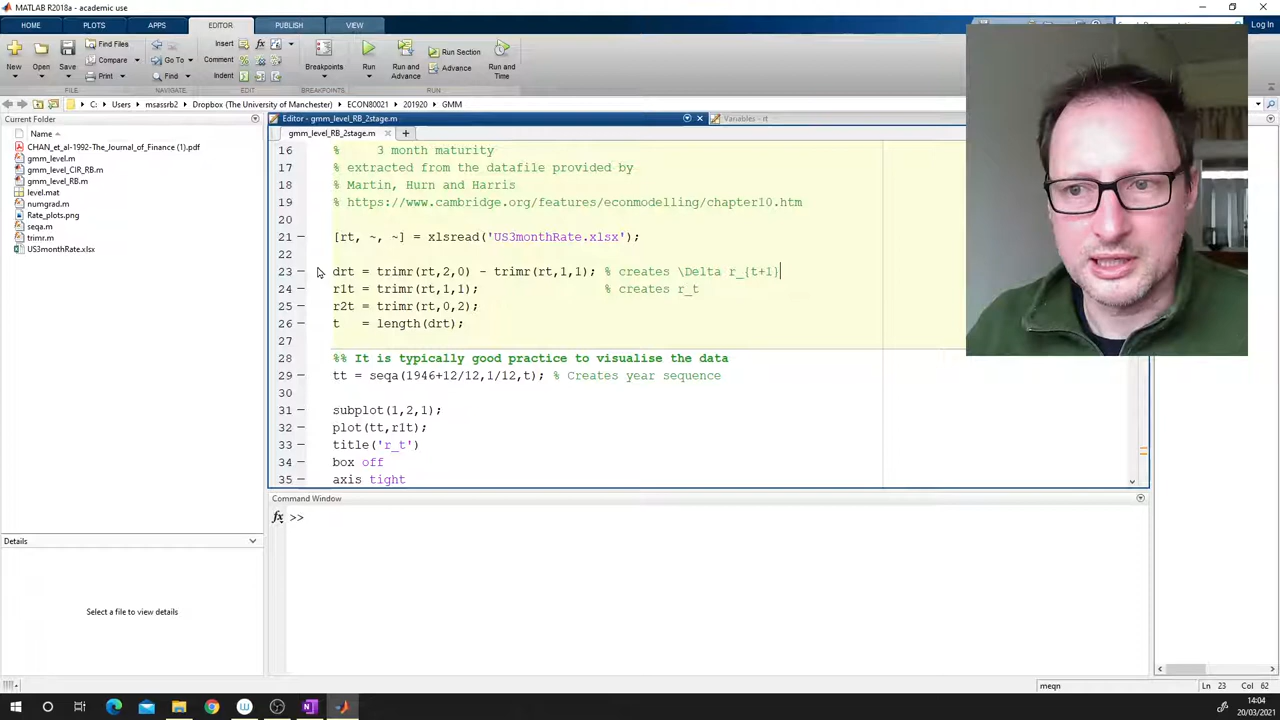 MATLAB R2018a - academic use
HOME PLOTS APPS EDITOR PUBLISH VIEW
Log In
New Open Save
Find Files
Compare
Print
Go To
Find
Insert
Comment
Indent
Breakpoints
Run
Run and Advance
Run Section
Advance
Run and Time
FILE NAVIGATE EDIT BREAKPOINTS RUN
C: Users msassrb2 Dropbox (The University of Manchester) ECON80021 201920 GMM
Current Folder
Name
CHAN_et_al-1992-The_Journal_of_Finance (1).pdf
gmm_level.m
gmm_level_CIR_RB.m
gmm_level_RB.m
level.mat
numgrad.m
Rate_plots.png
seqa.m
trimr.m
US3monthRate.xlsx
Details
Select a file to view details
Editor - gmm_level_RB_2stage.m
Variables - rt
gmm_level_RB_2stage.m
16 % 3 month maturity
17 % extracted from the datafile provided by
18 % Martin, Hurn and Harris
19 % https://www.cambridge.org/features/econmodelling/chapter10.htm
20
21 [rt, ~, ~] = xlsread('US3monthRate.xlsx');
22
23 drt = trimr(rt,2,0) - trimr(rt,1,1); % creates \Delta r_{t+1}
24 r1t = trimr(rt,1,1); % creates r_t
25 r2t = trimr(rt,0,2);
26 t = length(drt);
27
28 %% It is typically good practice to visualise the data
29 tt = seqa(1946+12/12,1/12,t); % Creates year sequence
30
31 subplot(1,2,1);
32 plot(tt,r1t);
33 title('r_t')
34 box off
35 axis tight
Command Window
fx >>
meqn
Ln 23 Col 62
14:04
20/03/2021